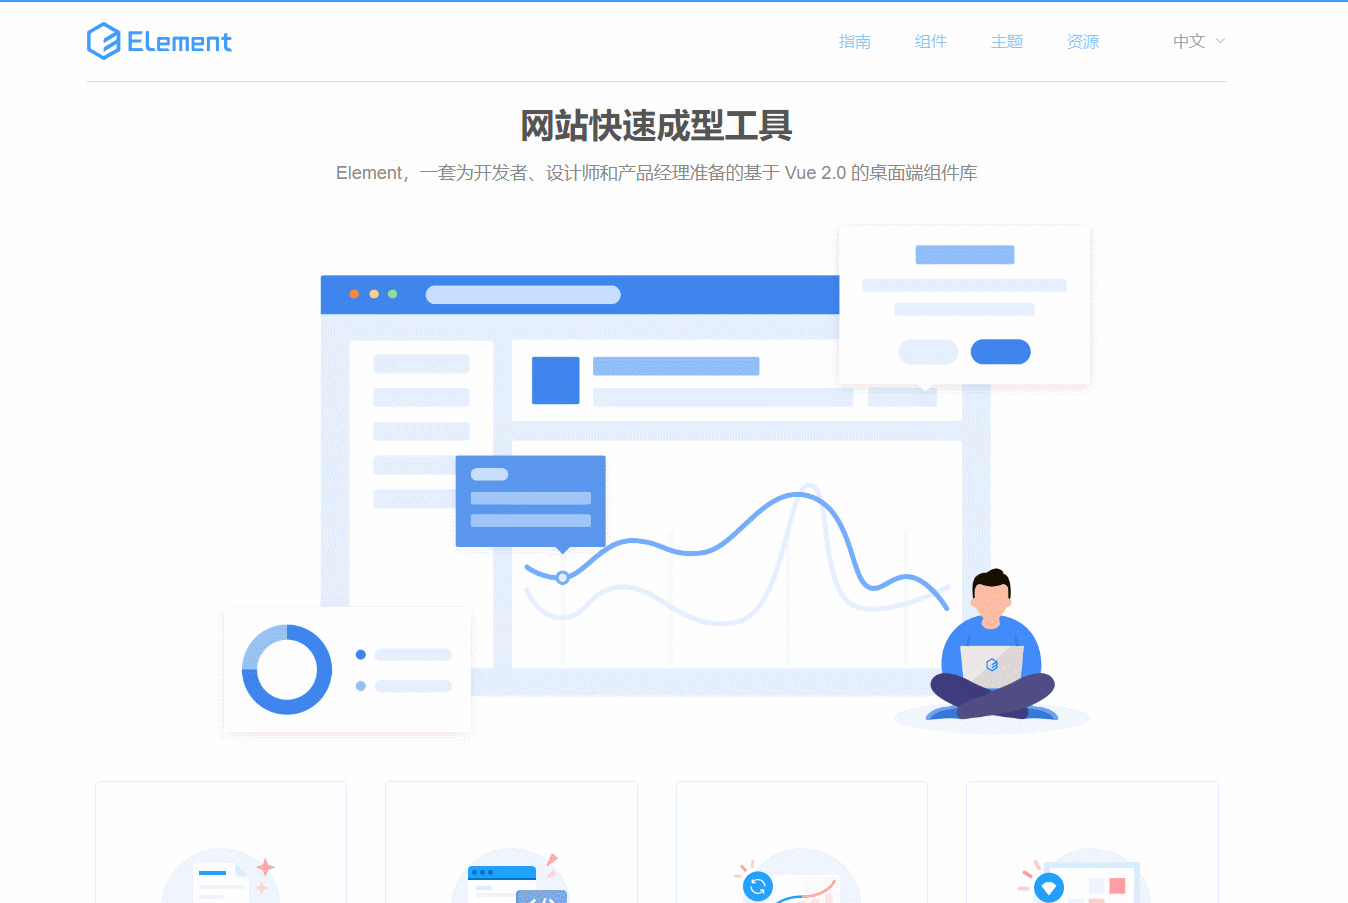 Element
指南 组件 主题 资源 中文
网站快速成型工具
Element，一套为开发者、设计师和产品经理准备的基于 Vue 2.0 的桌面端组件库